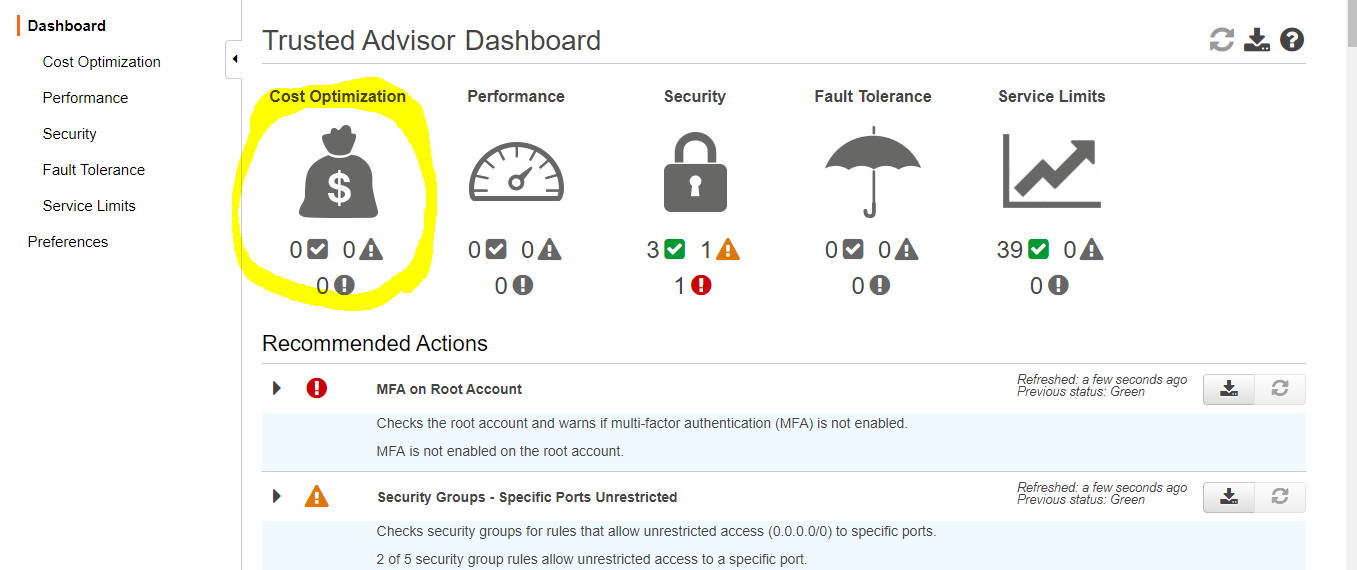 Dashboard
Cost Optimization
Performance
Security
Fault Tolerance
Service Limits
Preferences
Trusted Advisor Dashboard
?
Cost Optimization Performance Security Fault Tolerance Service Limits
$
0 0 0 0 3 1 0 0 39 0
0 0 1 0 0
Recommended Actions
MFA on Root Account
Refreshed: a few seconds ago
Previous status: Green
Checks the root account and warns if multi-factor authentication (MFA) is not enabled.
MFA is not enabled on the root account.
Security Groups - Specific Ports Unrestricted
Refreshed: a few seconds ago
Previous status: Green
Checks security groups for rules that allow unrestricted access (0.0.0.0/0) to specific ports.
2 of 5 security group rules allow unrestricted access to a specific port.